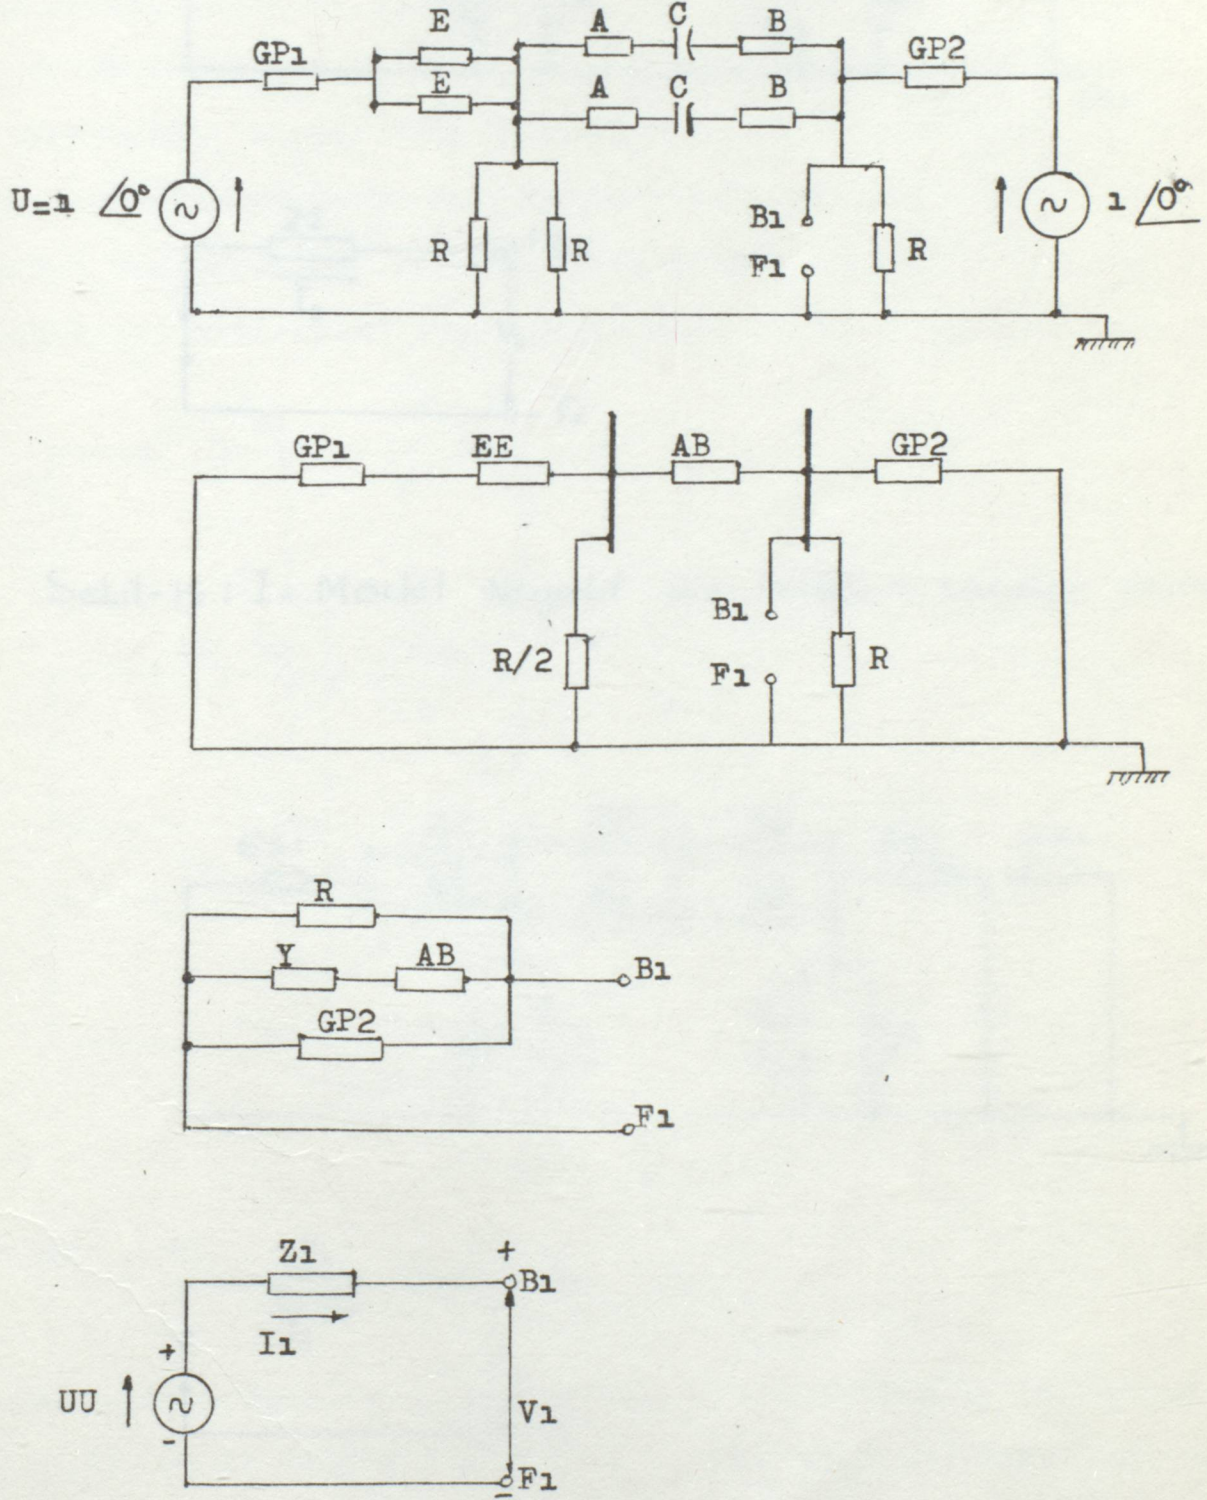 E A C B
GP1 GP2
E A C B
U=1 ∠0° 1 ∠0°
R R B1 R
F1
GP1 EE AB GP2
B1
R/2 F1 R
R
Y AB B1
GP2
F1
Z1 +
B1
I1
+
UU V1
-
F1
-